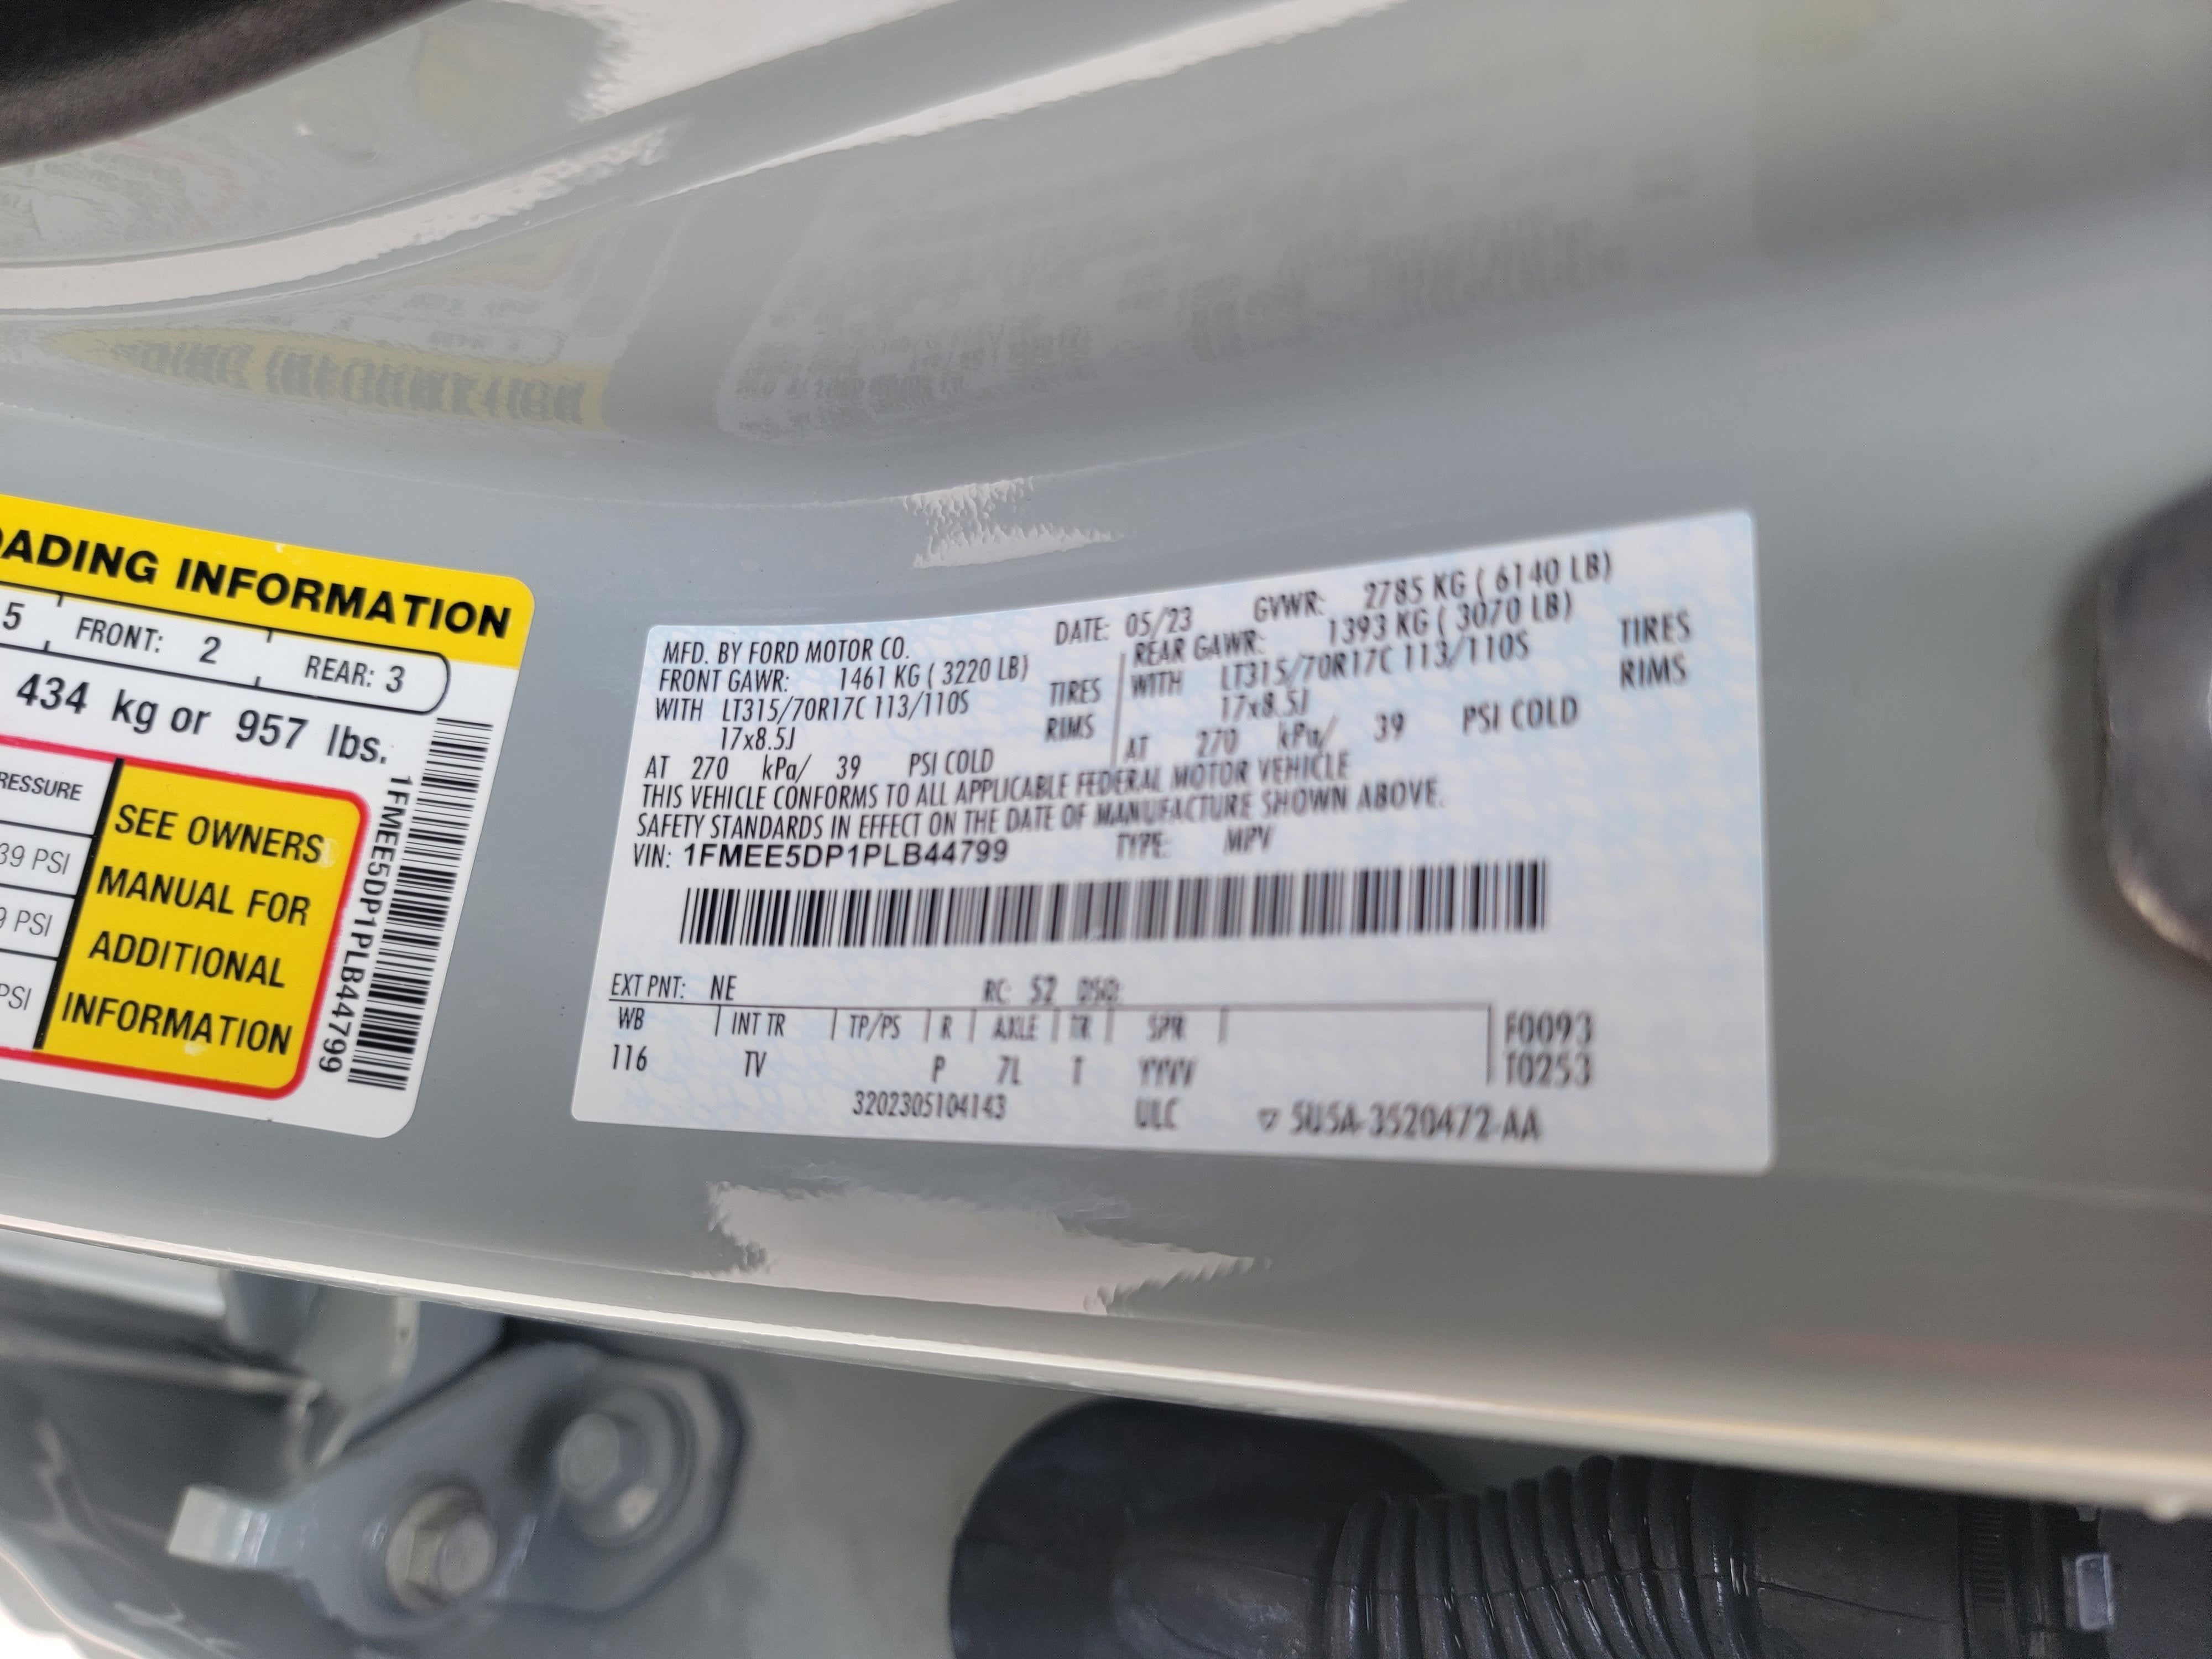 OADING INFORMATION
5 FRONT: 2 REAR: 3
434 kg or 957 lbs.
RESSURE
39 PSI
9 PSI
PSI
SEE OWNERS
MANUAL FOR
ADDITIONAL
INFORMATION
1FMEE5DP1PLB44799
MFD. BY FORD MOTOR CO. DATE: 05/23 GVWR: 2785 KG ( 6140 LB)
FRONT GAWR: 1461 KG ( 3220 LB) REAR GAWR: 1393 KG ( 3070 LB)
WITH LT315/70R17C 113/110S TIRES WITH LT315/70R17C 113/110S TIRES
17x8.5J RIMS 17x8.5J RIMS
AT 270 kPa/ 39 PSI COLD AT 270 kPa/ 39 PSI COLD
THIS VEHICLE CONFORMS TO ALL APPLICABLE FEDERAL MOTOR VEHICLE
SAFETY STANDARDS IN EFFECT ON THE DATE OF MANUFACTURE SHOWN ABOVE.
VIN: 1FMEE5DP1PLB44799 TYPE: MPV
EXT PNT: NE RC: 52 DSO:
WB INT TR TP/PS R AXLE TR SPR F0093
116 TV P 7L T YYYY T0253
3202305104143 ULC ▽ 5U5A-3520472-AA